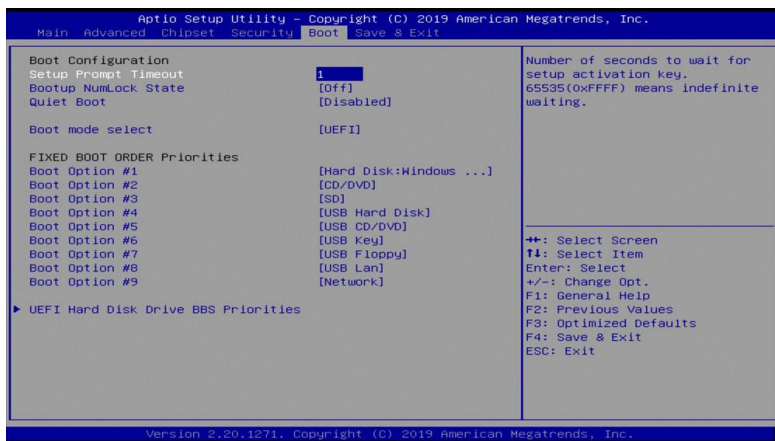 Aptio Setup Utility – Copyright (C) 2019 American Megatrends, Inc.
Main Advanced Chipset Security Boot Save & Exit
Boot Configuration
Setup Prompt Timeout 1
Bootup NumLock State [Off]
Quiet Boot [Disabled]
Boot mode select [UEFI]
FIXED BOOT ORDER Priorities
Boot Option #1 [Hard Disk:Windows ...]
Boot Option #2 [CD/DVD]
Boot Option #3 [SD]
Boot Option #4 [USB Hard Disk]
Boot Option #5 [USB CD/DVD]
Boot Option #6 [USB Key]
Boot Option #7 [USB Floppy]
Boot Option #8 [USB Lan]
Boot Option #9 [Network]
▶ UEFI Hard Disk Drive BBS Priorities
Number of seconds to wait for
setup activation key.
65535(0xFFFF) means indefinite
waiting.
→←: Select Screen
↑↓: Select Item
Enter: Select
+/-: Change Opt.
F1: General Help
F2: Previous Values
F3: Optimized Defaults
F4: Save & Exit
ESC: Exit
Version 2.20.1271. Copyright (C) 2019 American Megatrends, Inc.